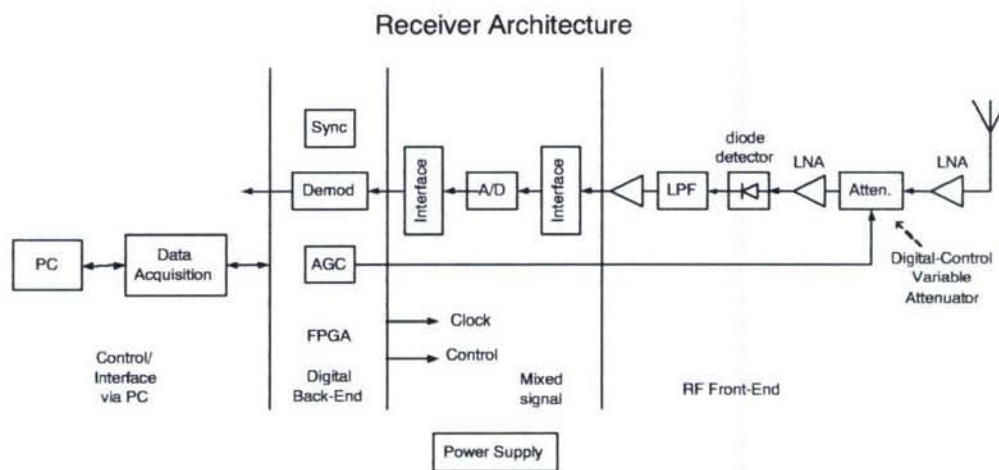 Receiver Architecture
Sync
Demod
AGC
FPGA
Digital
Back-End
PC
Data
Acquisition
Control/
Interface
via PC
Interface
A/D
Interface
Clock
Control
Mixed
signal
LPF
diode
detector
LNA
Atten.
LNA
Digital-Control
Variable
Attenuator
RF Front-End
Power Supply